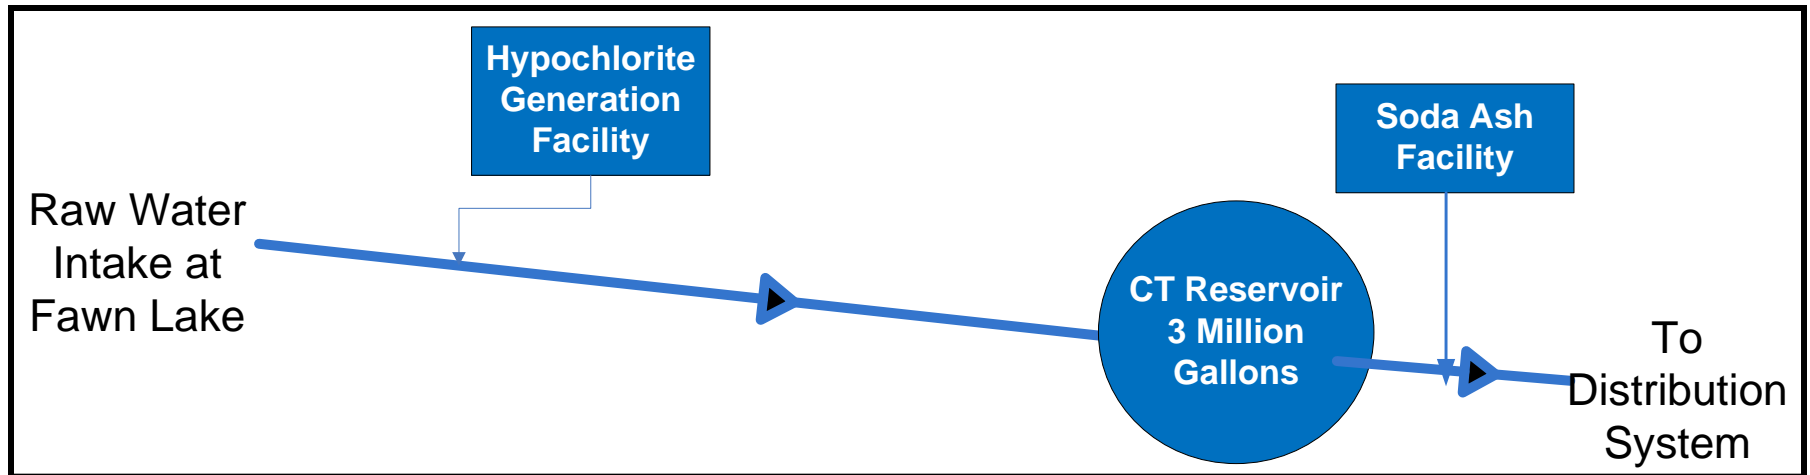 Raw Water
Intake at
Fawn Lake
Hypochlorite
Generation
Facility
CT Reservoir
3 Million
Gallons
Soda Ash
Facility
To
Distribution
System